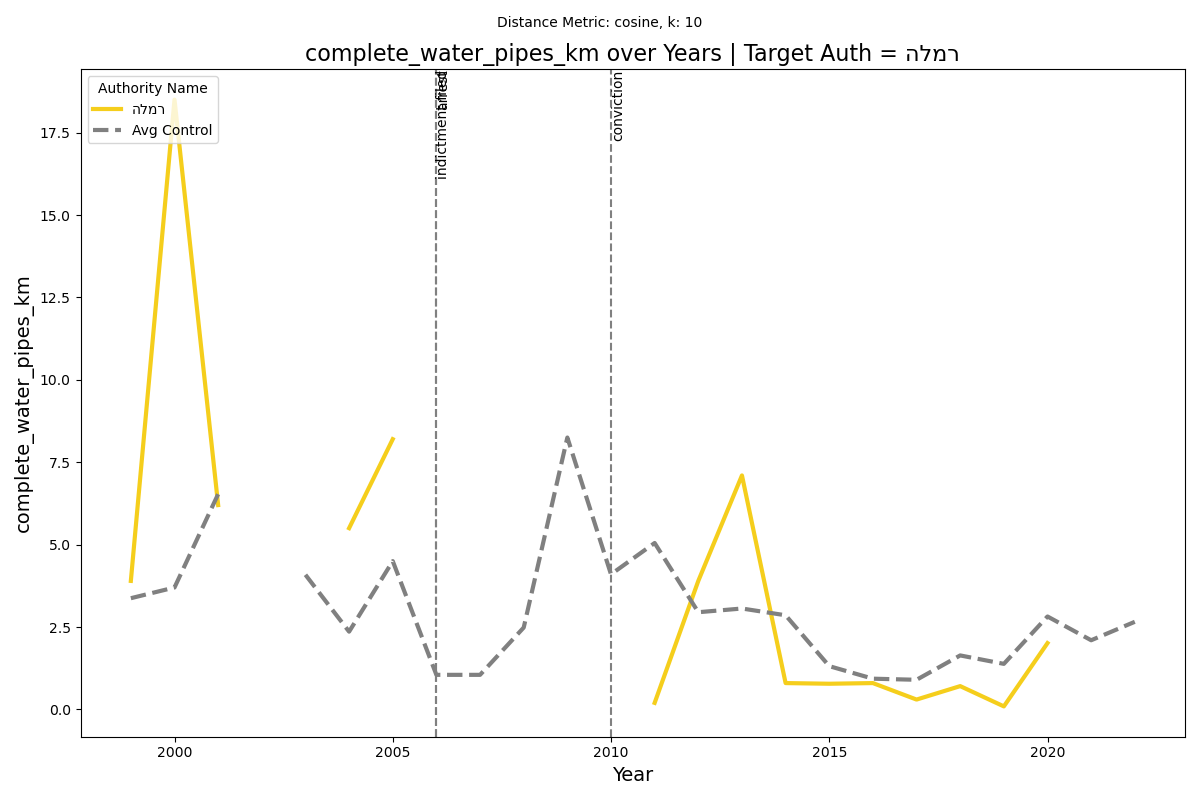 Distance Metric: cosine, k: 10
complete_water_pipes_km over Years | Target Auth = רמלה
Authority Name
רמלה
Avg Control
indictment
conviction
complete_water_pipes_km
17.5
15.0
12.5
10.0
7.5
5.0
2.5
0.0
2000
2005
2010
2015
2020
Year